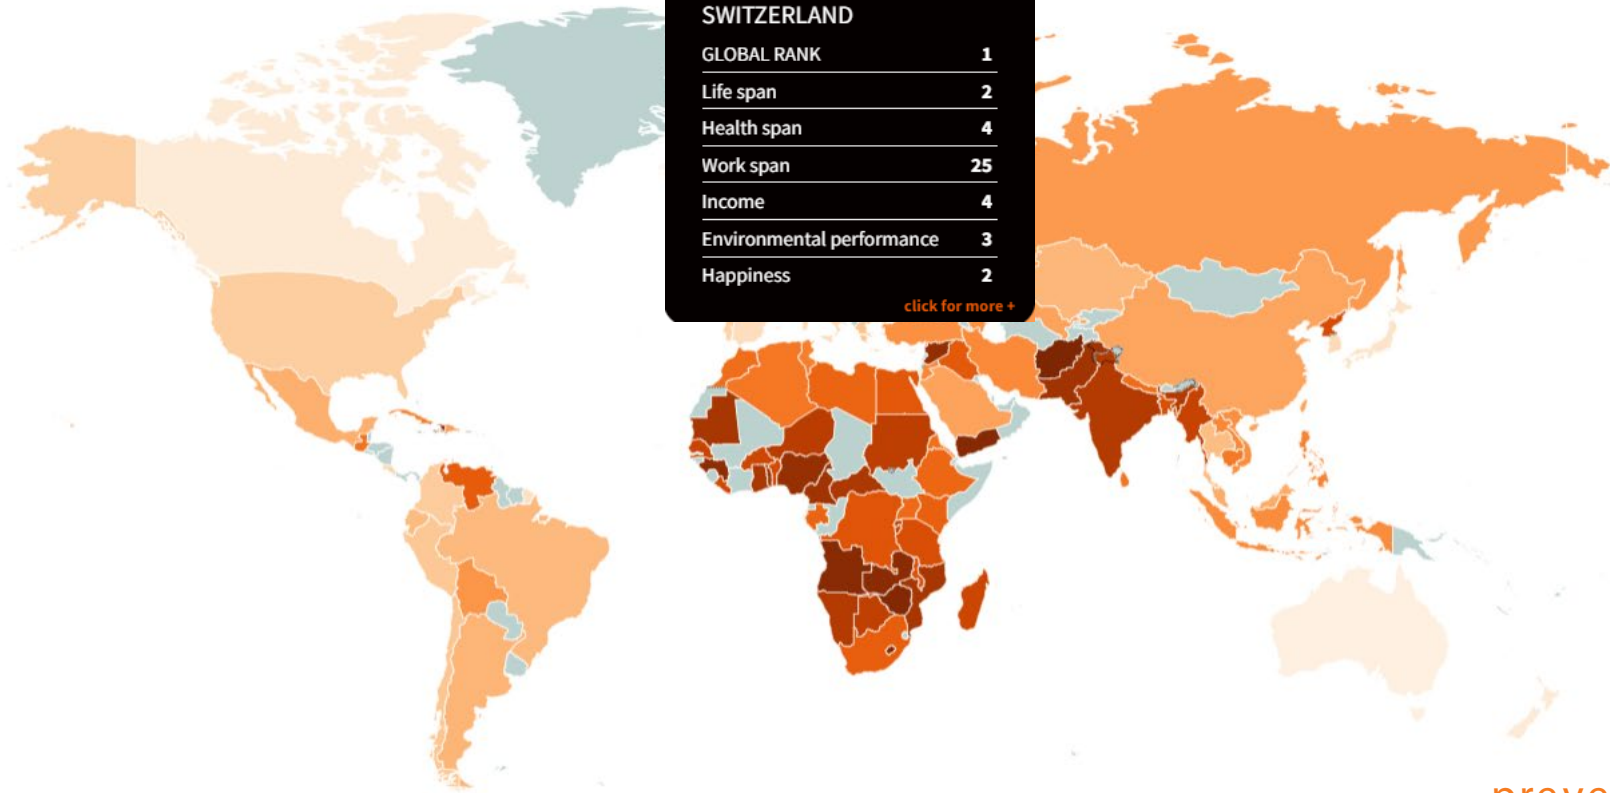 SWITZERLAND
GLOBAL RANK 1
Life span 2
Health span 4
Work span 25
Income 4
Environmental performance 3
Happiness 2
click for more +